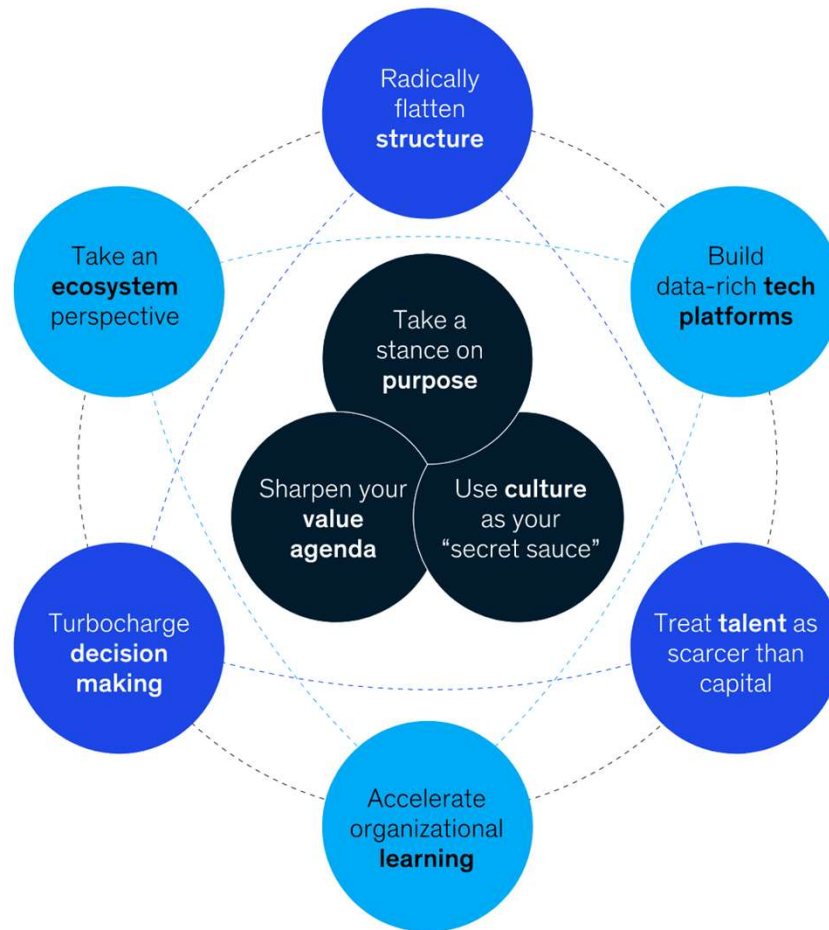 Radically
flatten
structure
Take an
ecosystem
perspective
Build
data-rich tech
platforms
Take a
stance on
purpose
Sharpen your
value
agenda
Use culture
as your
“secret sauce”
Turbocharge
decision
making
Treat talent as
scarcer than
capital
Accelerate
organizational
learning